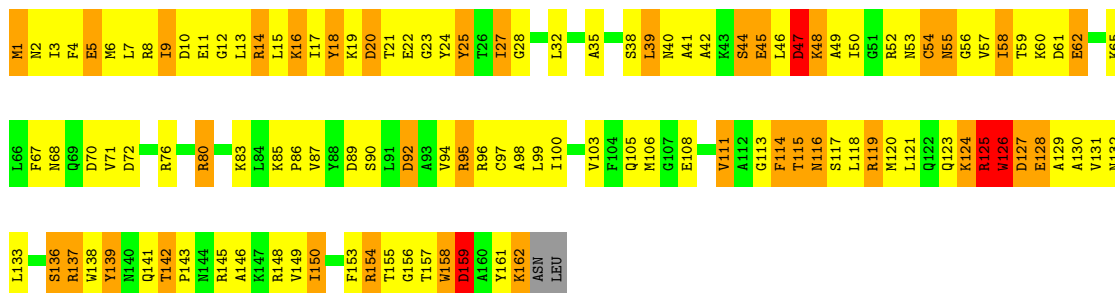 M1 N2 I3 F4 E5 M6 L7 R8 I9 D10 E11 G12 L13 R14 L15 K16 I17 Y18 K19 D20 T21 E22 G23 Y24 Y25 T26 I27 G28 L32 A35 S38 L39 N40 A41 A42 K43 S44 E45 L46 D47 K48 A49 I50 G51 R52 N53 C54 N55 G56 V57 I58 T59 K60 D61 E62 K65
L66 F67 N68 Q69 D70 V71 D72 R76 R80 K83 L84 K85 P86 V87 Y88 D89 S90 L91 D92 A93 V94 R95 R96 C97 A98 L99 I100 V103 F104 Q105 M106 G107 E108 V111 A112 G113 F114 T115 N116 S117 L118 R119 M120 L121 Q122 Q123 K124 R125 W126 D127 E128 A129 A130 V131 N132
L133 S136 R137 W138 Y139 N140 Q141 T142 P143 N144 R145 A146 K147 R148 V149 I150 F153 R154 T155 G156 T157 W158 D159 A160 Y161 K162 ASN LEU